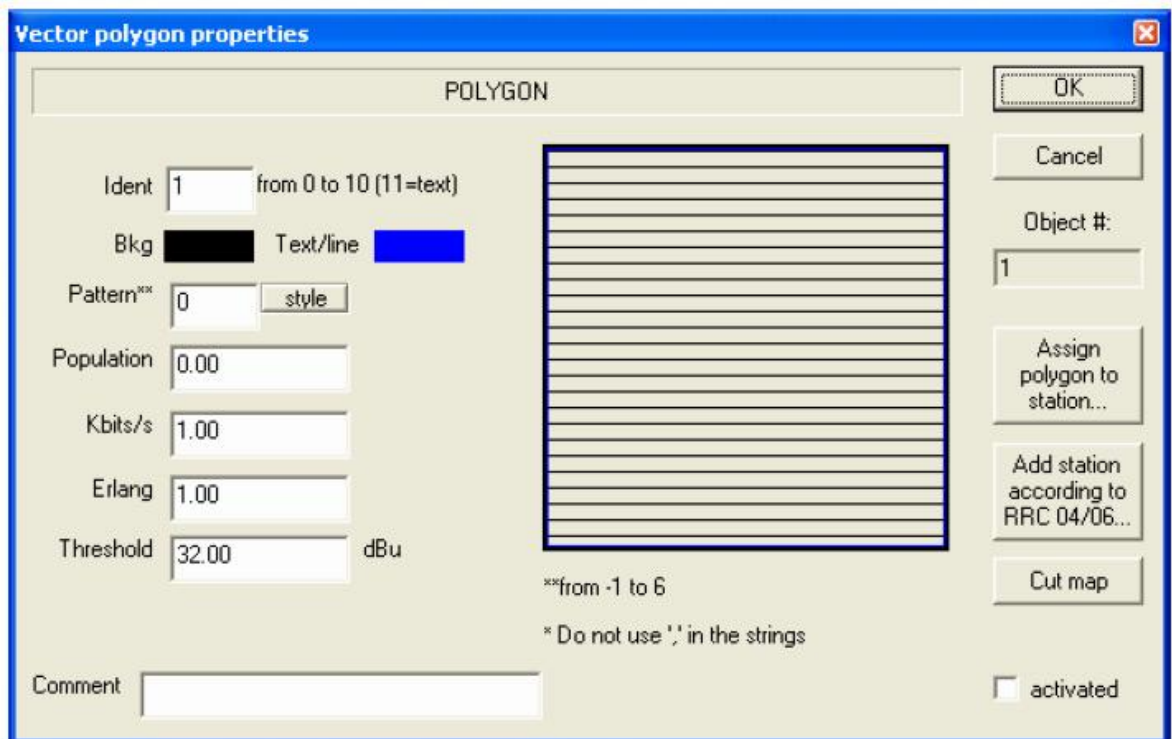 Vector polygon properties
POLYGON
OK
Cancel
Ident 1 from 0 to 10 (11=text)
Object #:
Bkg Text/line
1
Pattern** 0 style
Population 0.00
Assign
polygon to
station...
Kbits/s 1.00
Erlang 1.00
Add station
according to
RRC 04/06...
Threshold 32.00 dBu
**from -1 to 6
Cut map
* Do not use ',' in the strings
Comment
activated